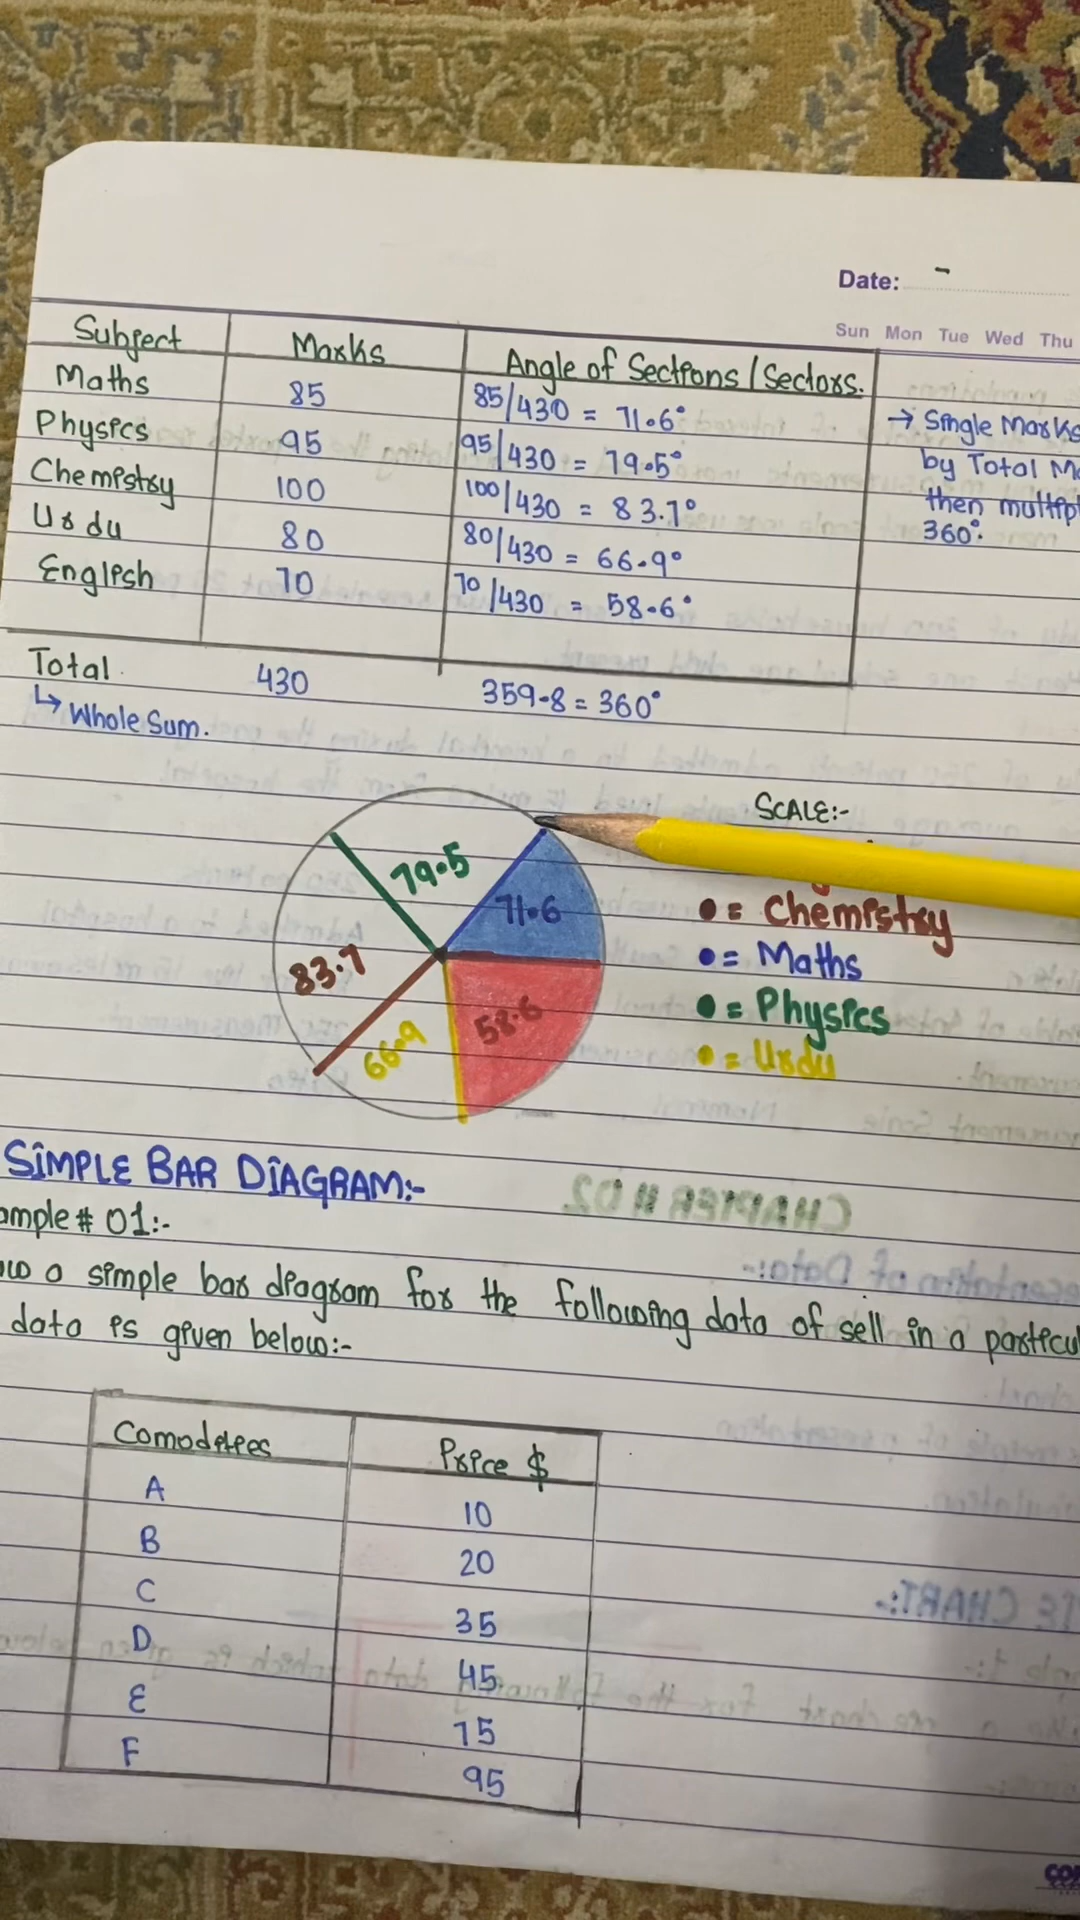 Date:
Sun Mon Tue Wed Thu
Subject Marks Angle of Sections / Sectors.
Maths 85 85/430 = 71.6°
Physics 95 95/430 = 79.5°
Chemistry 100 100/430 = 83.7°
Urdu 80 80/430 = 66.9°
English 70 70/430 = 58.6°
→ Single Marks
by Total
then
360°.
Total 430 359.8 = 360°
↳ Whole Sum.
SCALE:-
79.5
71.6
83.7
66.9
58.6
● = Chemistry
● = Maths
● = Physics
● = Urdu
SIMPLE BAR DIAGRAM:-
# 01:-
a simple bar diagram for the following data of sell in a
data is given below:-
Comodities Price $
A 10
B 20
C 35
D 45
E 75
F 95